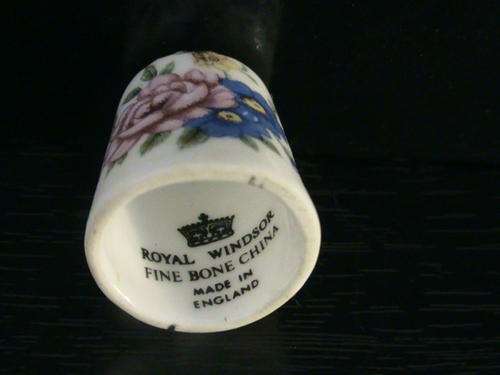 ROYAL WINDSOR
FINE BONE CHINA
MADE IN
ENGLAND